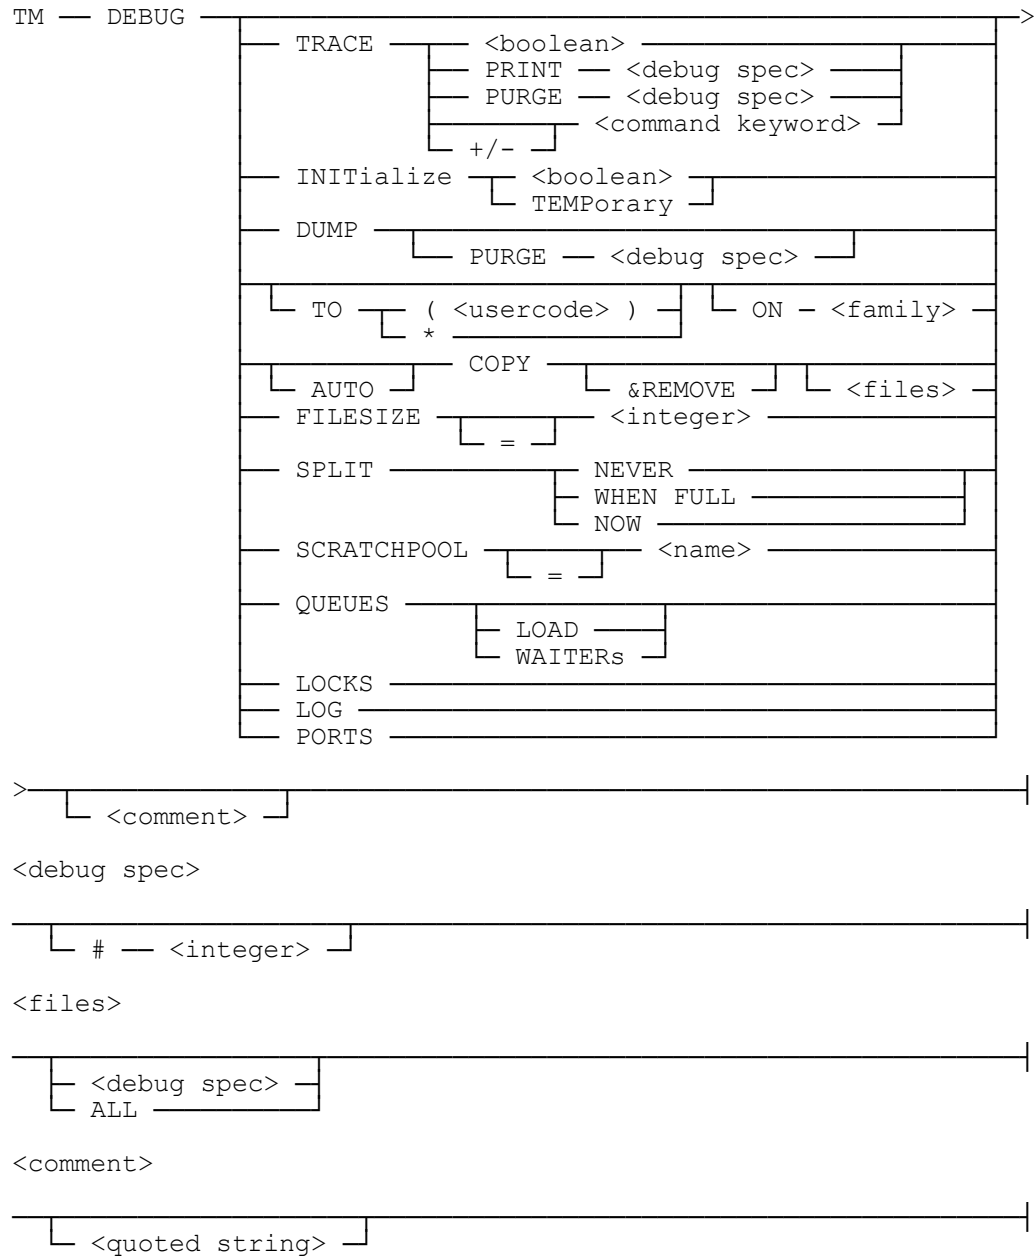 TM — DEBUG >
TRACE <boolean>
PRINT — <debug spec>
PURGE — <debug spec>
<command keyword>
+/-
INITialize <boolean>
TEMPorary
DUMP
PURGE — <debug spec>
TO ( <usercode> ) ON — <family>
*
COPY
AUTO &REMOVE <files>
FILESIZE <integer>
=
SPLIT NEVER
WHEN FULL
NOW
SCRATCHPOOL <name>
=
QUEUES
LOAD
WAITERs
LOCKS
LOG
PORTS
>
<comment>
<debug spec>
# — <integer>
<files>
<debug spec>
ALL
<comment>
<quoted string>